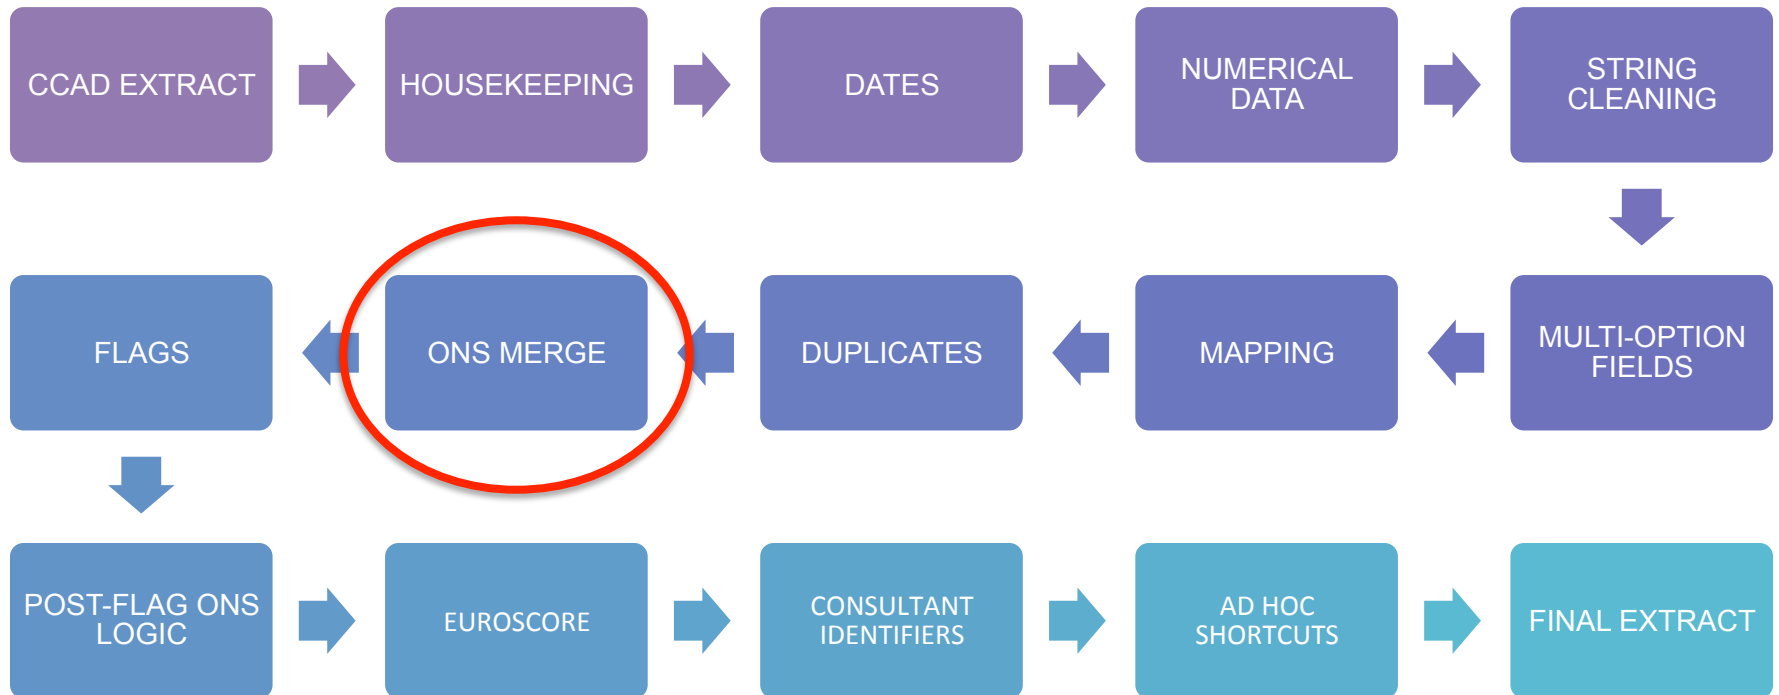 CCAD EXTRACT
HOUSEKEEPING
DATES
NUMERICAL
DATA
STRING
CLEANING
MULTI-OPTION
FIELDS
MAPPING
DUPLICATES
ONS MERGE
FLAGS
POST-FLAG ONS
LOGIC
EUROSCORE
CONSULTANT
IDENTIFIERS
AD HOC
SHORTCUTS
FINAL EXTRACT